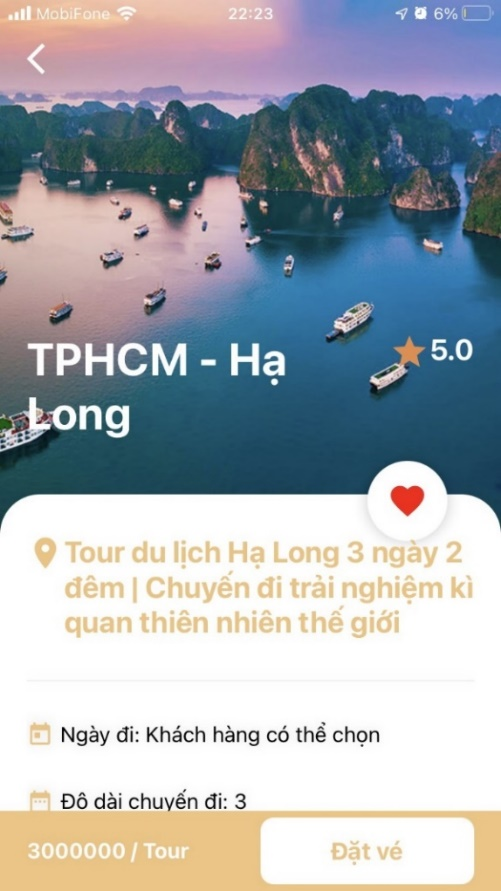 MobiFone 22:23 6%
TPHCM - Hạ
Long
5.0
Tour du lịch Hạ Long 3 ngày 2
đêm | Chuyến đi trải nghiệm kì
quan thiên nhiên thế giới
Ngày đi: Khách hàng có thể chọn
Độ dài chuyến đi: 3
3000000 / Tour
Đặt vé